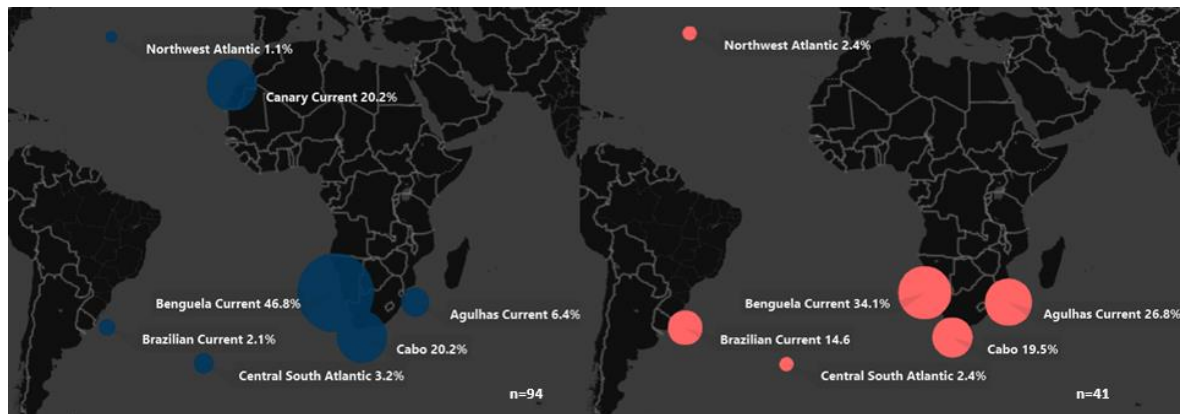 Northwest Atlantic 1.1%
Canary Current 20.2%
Benguela Current 46.8%
Agulhas Current 6.4%
Brazilian Current 2.1%
Cabo 20.2%
Central South Atlantic 3.2%
n=94
Northwest Atlantic 2.4%
Benguela Current 34.1%
Agulhas Current 26.8%
Brazilian Current 14.6
Cabo 19.5%
Central South Atlantic 2.4%
n=41